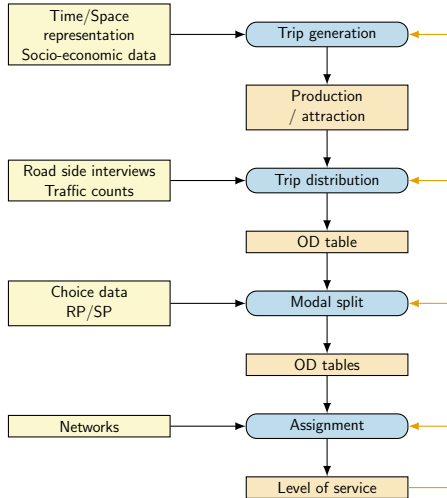 Time/Space
representation
Socio-economic data
Trip generation
Production
/ attraction
Road side interviews
Traffic counts
Trip distribution
OD table
Choice data
RP/SP
Modal split
OD tables
Networks
Assignment
Level of service